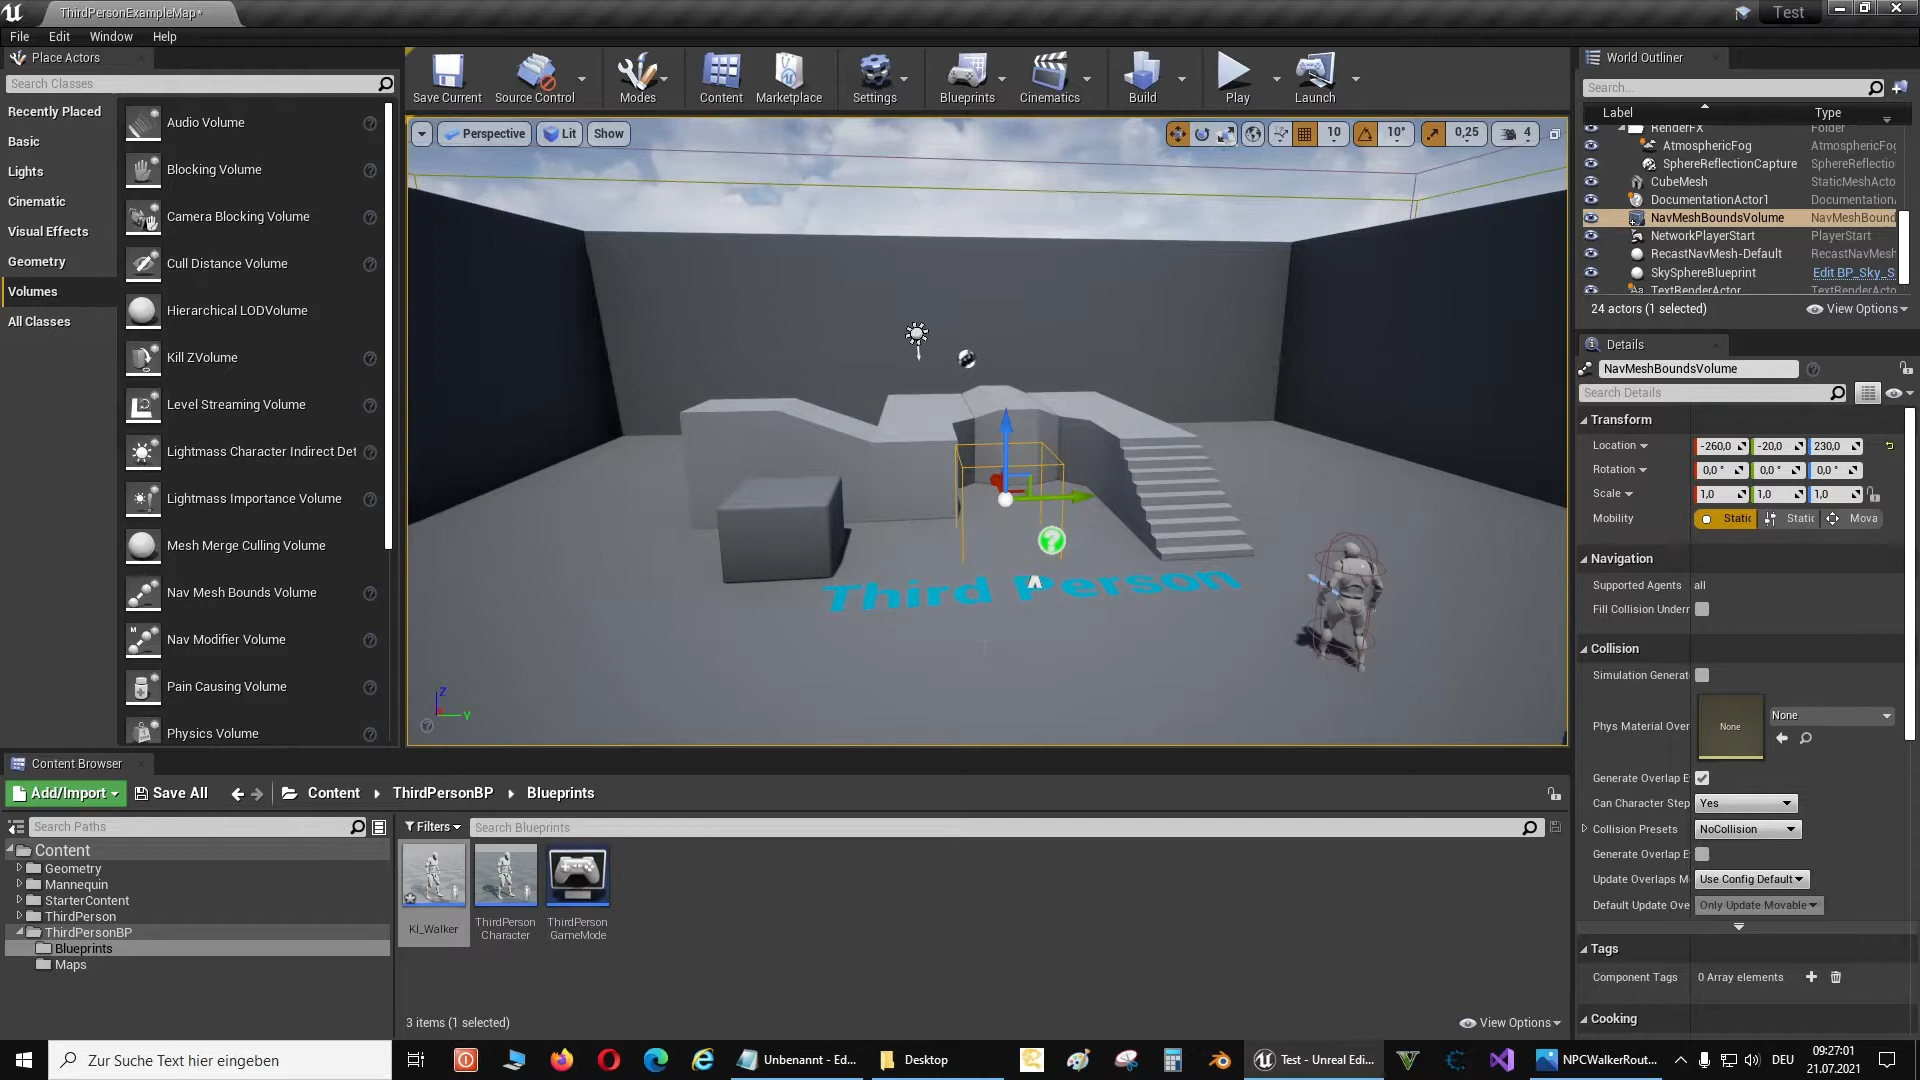 ThirdPersonExampleMap*
Test
File Edit Window Help
Place Actors
Search Classes
Recently Placed
Basic
Lights
Cinematic
Visual Effects
Geometry
Volumes
All Classes
Audio Volume
Blocking Volume
Camera Blocking Volume
Cull Distance Volume
Hierarchical LODVolume
Kill ZVolume
Level Streaming Volume
Lightmass Character Indirect Det
Lightmass Importance Volume
Mesh Merge Culling Volume
Nav Mesh Bounds Volume
Nav Modifier Volume
Pain Causing Volume
Physics Volume
Save Current Source Control Modes Content Marketplace Settings Blueprints Cinematics Build Play Launch
Perspective Lit Show
10 10° 0,25 4
Third Person
Z
Y
World Outliner
Search...
Label Type
RenderFX Folder
AtmosphericFog AtmosphericFog
SphereReflectionCapture SphereReflectio
CubeMesh StaticMeshActo
DocumentationActor1 Documentation
NavMeshBoundsVolume NavMeshBound
NetworkPlayerStart PlayerStart
RecastNavMesh-Default RecastNavMesh
SkySphereBlueprint Edit BP_Sky_S
TextRenderActor TextRenderActo
24 actors (1 selected) View Options
Details
NavMeshBoundsVolume
Search Details
Transform
Location -260,0 -20,0 230,0
Rotation 0,0 ° 0,0 ° 0,0 °
Scale 1,0 1,0 1,0
Mobility Static Static Mova
Navigation
Supported Agents all
Fill Collision Undern
Collision
Simulation Generat
Phys Material Over None None
Generate Overlap E
Can Character Step Yes
Collision Presets NoCollision
Generate Overlap E
Update Overlaps M Use Config Default
Default Update Ove Only Update Movable
Tags
Component Tags 0 Array elements
Cooking
Content Browser
Add/Import Save All Content ThirdPersonBP Blueprints
Search Paths
Filters Search Blueprints
Content
Geometry
Mannequin
StarterContent
ThirdPerson
ThirdPersonBP
Blueprints
Maps
KI_Walker
ThirdPerson Character
ThirdPerson GameMode
3 items (1 selected) View Options
Zur Suche Text hier eingeben
Unbenannt - Ed... Desktop Test - Unreal Edi... NPCWalkerRout...
DEU
09:27:01
21.07.2021